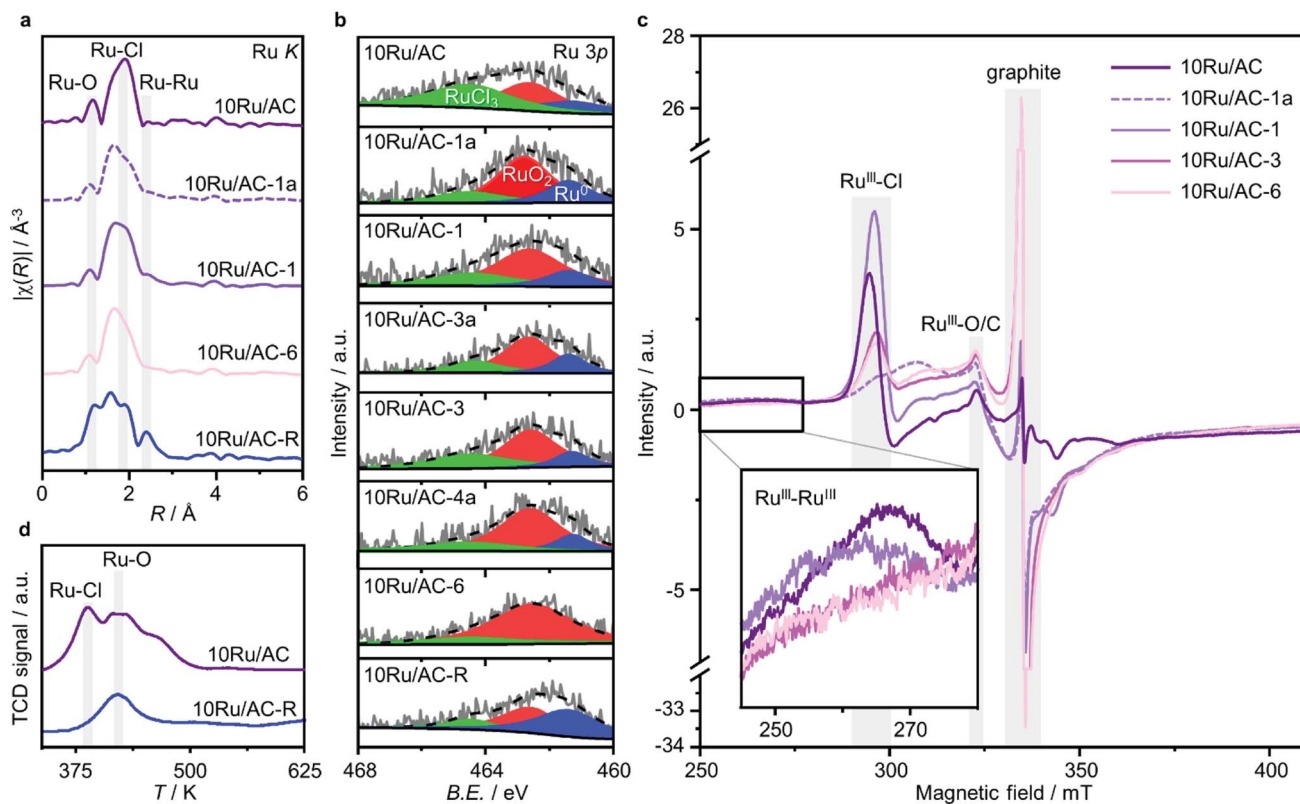 a
Ru K
Ru-Cl
Ru-O
Ru-Ru
10Ru/AC
10Ru/AC-1a
10Ru/AC-1
10Ru/AC-6
10Ru/AC-R
|χ(R)| / Å-3
0
2
4
6
R / Å
b
10Ru/AC
Ru 3p
RuCl3
10Ru/AC-1a
RuO2
Ru0
10Ru/AC-1
10Ru/AC-3a
10Ru/AC-3
10Ru/AC-4a
10Ru/AC-6
10Ru/AC-R
Intensity / a.u.
468
464
460
B.E. / eV
c
graphite
10Ru/AC
10Ru/AC-1a
10Ru/AC-1
10Ru/AC-3
10Ru/AC-6
RuIII-Cl
RuIII-O/C
28
26
5
0
-5
-33
-34
Intensity / a.u.
RuIII-RuIII
250
270
250
300
350
400
Magnetic field / mT
d
Ru-O
Ru-Cl
10Ru/AC
10Ru/AC-R
TCD signal / a.u.
375
500
625
T / K